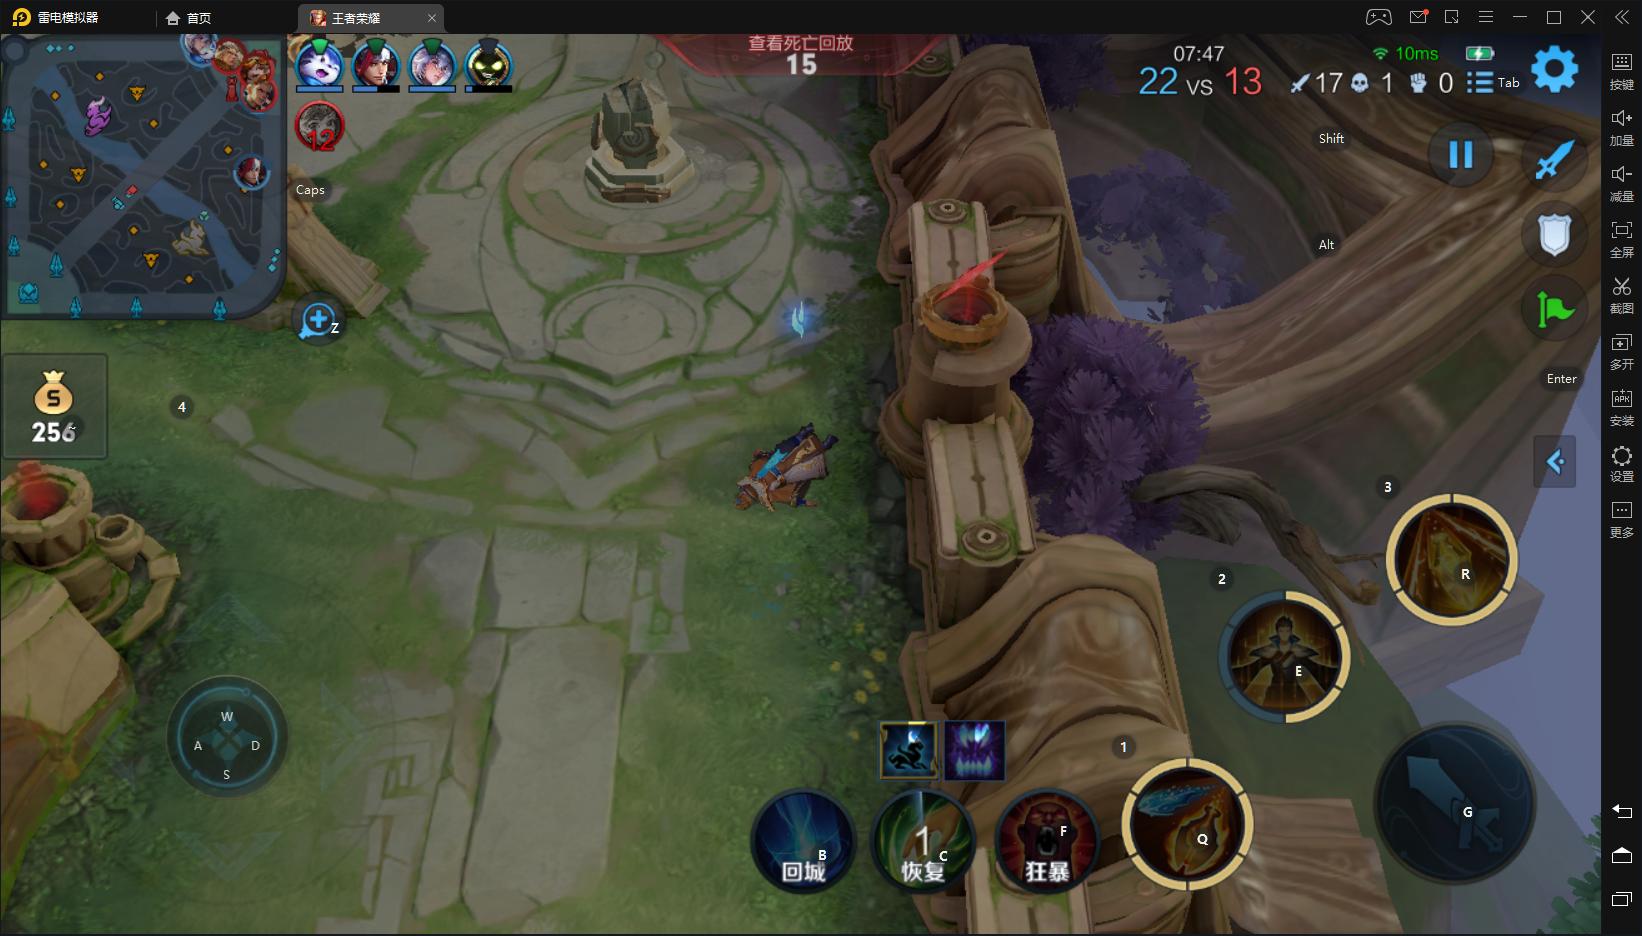 雷电模拟器
首页
王者荣耀
查看死亡回放
15
07:47
10ms
22 vs 13
17 1 0
Tab
按键
加量
减量
全屏
截图
多开
安装
设置
更多
APK
Shift
Alt
Enter
Caps
12
Z
S
256
~
4
3
R
2
E
W
A D
S
1
B
回城
1
C
恢复
F
狂暴
Q
G